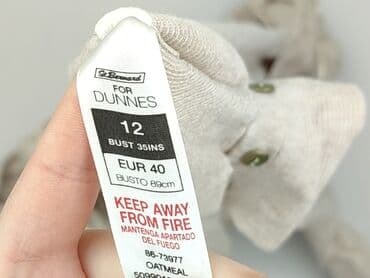 St. Bernard
FOR
DUNNES
12
BUST 35INS
EUR 40
BUSTO 89cm
KEEP AWAY
FROM FIRE
MANTENGA APARTADO
DEL FUEGO
86-73977
OATMEAL